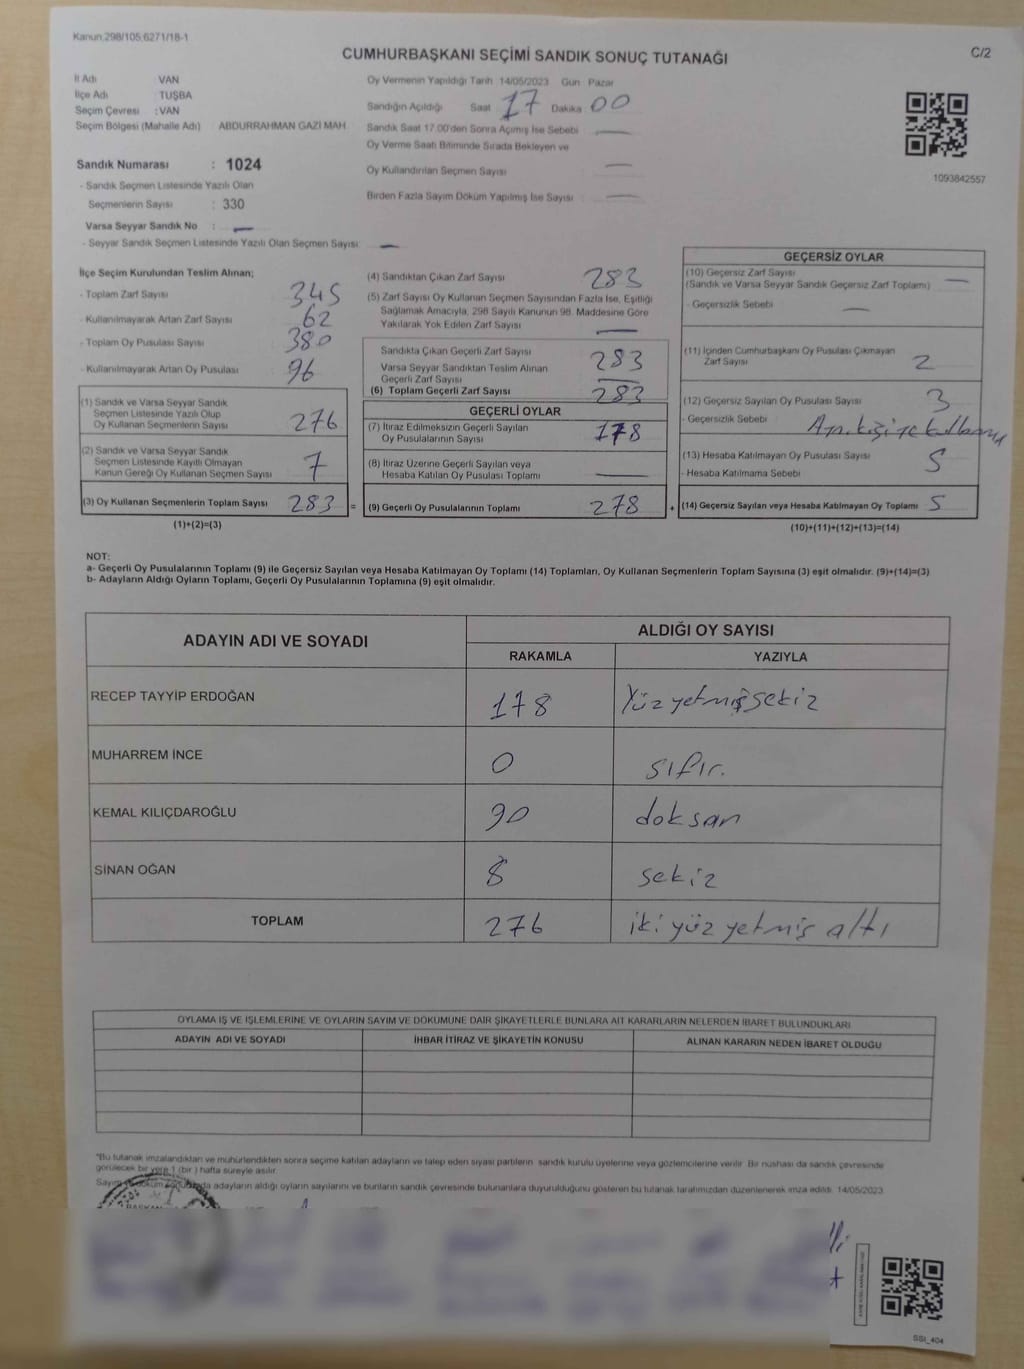 Kanun.298/105;6271/18-1
C/2
CUMHURBAŞKANI SEÇİMİ SANDIK SONUÇ TUTANAĞI
İl Adı VAN
İlçe Adı : TUŞBA
Seçim Çevresi : VAN
Seçim Bölgesi (Mahalle Adı) ABDURRAHMAN GAZİ MAH.
Sandık Numarası : 1024
- Sandık Seçmen Listesinde Yazılı Olan
Seçmenlerin Sayısı : 330
Varsa Seyyar Sandık No : —
- Seyyar Sandık Seçmen Listesinde Yazılı Olan Seçmen Sayısı: —
Oy Vermenin Yapıldığı Tarih 14/05/2023 Gün Pazar
Sandığın Açıldığı Saat : 17 Dakika : 00
Sandık Saat 17.00'den Sonra Açımış İse Sebebi —
Oy Verme Saati Bitiminde Sırada Bekleyen ve
Oy Kullandırılan Seçmen Sayısı —
Birden Fazla Sayım Döküm Yapılmış İse Sayısı : —
1093842557
İlçe Seçim Kurulundan Teslim Alınan;
- Toplam Zarf Sayısı 345
- Kullanılmayarak Artan Zarf Sayısı 62
- Toplam Oy Pusulası Sayısı 380
- Kullanılmayarak Artan Oy Pusulası 96
(1) Sandık ve Varsa Seyyar Sandık
Seçmen Listesinde Yazılı Olup
Oy Kullanan Seçmenlerin Sayısı 276
(2) Sandık ve Varsa Seyyar Sandık
Seçmen Listesinde Kayıtlı Olmayan
Kanun Gereği Oy Kullanan Seçmen Sayısı 7
(3) Oy Kullanan Seçmenlerin Toplam Sayısı 283 =
(1)+(2)=(3)
(4) Sandıktan Çıkan Zarf Sayısı 283
(5) Zarf Sayısı Oy Kullanan Seçmen Sayısından Fazla İse, Eşitliği
Sağlamak Amacıyla, 298 Sayılı Kanunun 98. Maddesine Göre
Yakılarak Yok Edilen Zarf Sayısı —
Sandıkta Çıkan Geçerli Zarf Sayısı 283
Varsa Seyyar Sandıktan Teslim Alınan
Geçerli Zarf Sayısı —
(6) Toplam Geçerli Zarf Sayısı 283
GEÇERLİ OYLAR
(7) İtiraz Edilmeksizin Geçerli Sayılan
Oy Pusulalarının Sayısı 178
(8) İtiraz Üzerine Geçerli Sayılan veya
Hesaba Katılan Oy Pusulası Toplamı —
(9) Geçerli Oy Pusulalarının Toplamı 278 +
GEÇERSİZ OYLAR
(10) Geçersiz Zarf Sayısı
(Sandık ve Varsa Seyyar Sandık Geçersiz Zarf Toplamı) —
- Geçersizlik Sebebi —
(11) İçinden Cumhurbaşkanı Oy Pusulası Çıkmayan
Zarf Sayısı 2
(12) Geçersiz Sayılan Oy Pusulası Sayısı 3
- Geçersizlik Sebebi
(13) Hesaba Katılmayan Oy Pusulası Sayısı 5
- Hesaba Katılmama Sebebi
(14) Geçersiz Sayılan veya Hesaba Katılmayan Oy Toplamı 5
(10)+(11)+(12)+(13)=(14)
NOT:
a- Geçerli Oy Pusulalarının Toplamı (9) ile Geçersiz Sayılan veya Hesaba Katılmayan Oy Toplamı (14) Toplamları, Oy Kullanan Seçmenlerin Toplam Sayısına (3) eşit olmalıdır. (9)+(14)=(3)
b- Adayların Aldığı Oyların Toplamı, Geçerli Oy Pusulalarının Toplamına (9) eşit olmalıdır.
ADAYIN ADI VE SOYADI
ALDIĞI OY SAYISI
RAKAMLA YAZIYLA
RECEP TAYYİP ERDOĞAN 178 Yüz yetmiş sekiz
MUHARREM İNCE 0 sıfır.
KEMAL KILIÇDAROĞLU 90 doksan
SİNAN OĞAN 8 sekiz
TOPLAM 276 iki yüz yetmiş altı
OYLAMA İŞ VE İŞLEMLERİNE VE OYLARIN SAYIM VE DÖKÜMÜNE DAİR ŞİKAYETLERLE BUNLARA AİT KARARLARIN NELERDEN İBARET BULUNDUKLARI
ADAYIN ADI VE SOYADI İHBAR İTİRAZ VE ŞİKAYETİN KONUSU ALINAN KARARIN NEDEN İBARET OLDUĞU
"Bu tutanak imzalandıktan ve mühürlendikten sonra seçime katılan adayların ve talep eden siyasi partilerin sandık kurulu üyelerine veya gözlemcilerine verilir. Bir nüshası da sandık çevresinde
görülecek bir yere 1 (bir) hafta süreyle asılır.
adayların aldığı oyların sayılarını ve bunların sandık çevresinde bulunanlara duyurulduğunu gösteren bu tutanak tarafımızdan düzenlenerek imza edildi. 14/05/2023
BAŞKAN
SSI_404